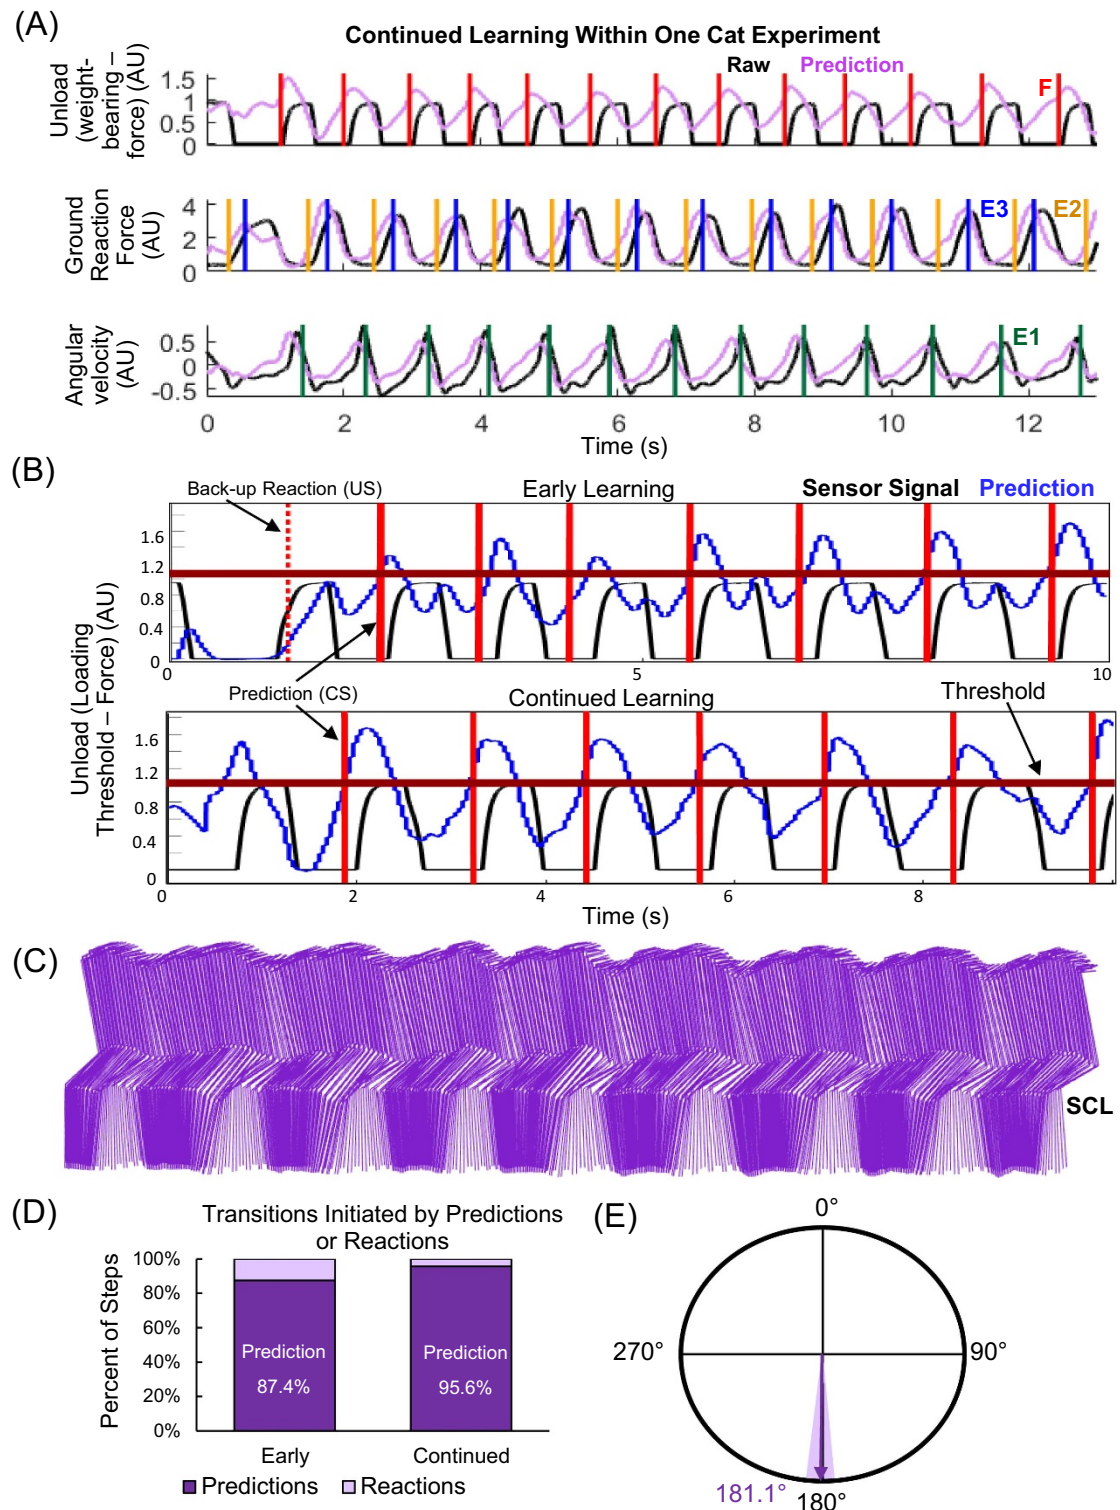 (A)
Continued Learning Within One Cat Experiment
Raw Prediction
Unload
(weight-
bearing –
force) (AU)
1.5
1
0.5
0
F
Ground
Reaction
Force
(AU)
4
2
0
E3 E2
Angular
velocity
(AU)
0.5
0
-0.5
E1
0 2 4 6 8 10 12
Time (s)
(B)
Back-up Reaction (US)
Early Learning
Sensor Signal Prediction
Unload (Loading
Threshold – Force) (AU)
1.6
1.2
0.8
0.4
0
0 5 10
Prediction (CS)
Continued Learning
Threshold
1.6
1.2
0.8
0.4
0
0 2 4 6 8
Time (s)
(C)
SCL
(D)
Transitions Initiated by Predictions
or Reactions
Percent of Steps
100%
80%
60%
40%
20%
0%
Prediction
87.4%
Prediction
95.6%
Early Continued
Predictions Reactions
(E)
0°
90°
180°
270°
181.1°